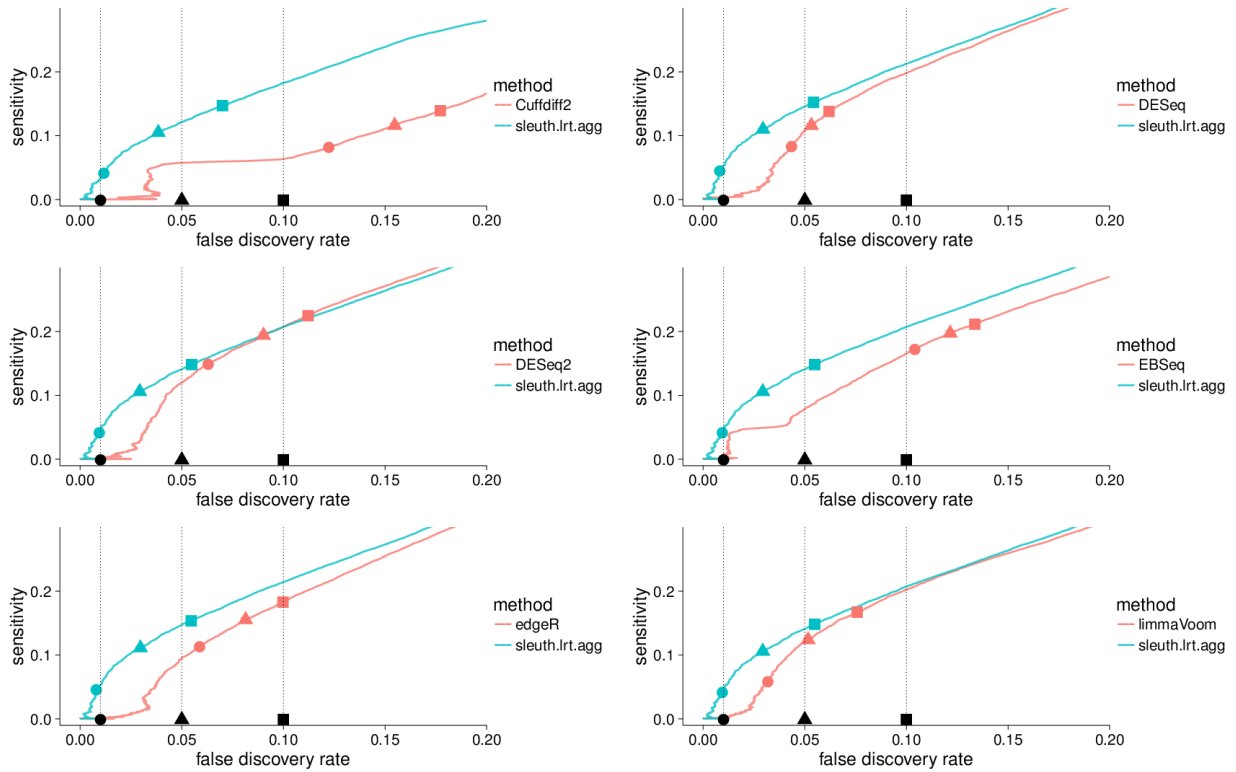 sensitivity
0.2
0.1
0.0
0.00 0.05 0.10 0.15 0.20
false discovery rate
method
Cuffdiff2
sleuth.lrt.agg
sensitivity
0.2
0.1
0.0
0.00 0.05 0.10 0.15 0.20
false discovery rate
method
DESeq
sleuth.lrt.agg
sensitivity
0.2
0.1
0.0
0.00 0.05 0.10 0.15 0.20
false discovery rate
method
DESeq2
sleuth.lrt.agg
sensitivity
0.2
0.1
0.0
0.00 0.05 0.10 0.15 0.20
false discovery rate
method
EBSeq
sleuth.lrt.agg
sensitivity
0.2
0.1
0.0
0.00 0.05 0.10 0.15 0.20
false discovery rate
method
edgeR
sleuth.lrt.agg
sensitivity
0.2
0.1
0.0
0.00 0.05 0.10 0.15 0.20
false discovery rate
method
limmaVoom
sleuth.lrt.agg